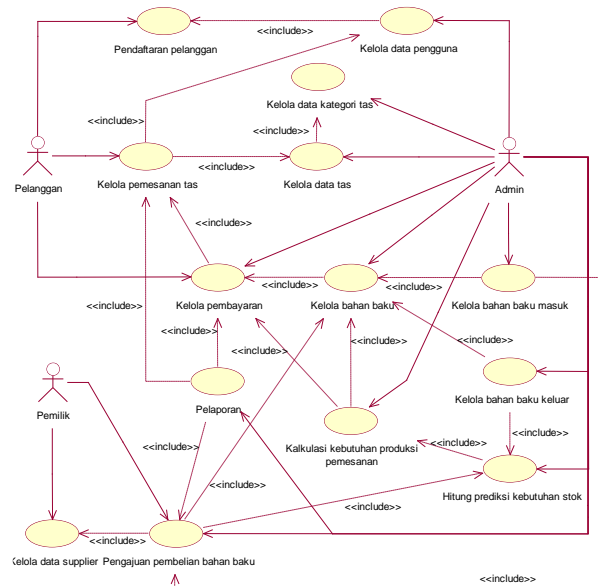 <<include>>
Pendaftaran pelanggan
Kelola data pengguna
Kelola data kategori tas
<<include>>
<<include>>
<<include>>
Pelanggan
Kelola pemesanan tas
Kelola data tas
Admin
<<include>>
<<include>>
<<include>>
<<include>>
Kelola pembayaran
Kelola bahan baku
Kelola bahan baku masuk
<<include>>
<<include>>
<<include>>
<<include>>
Kelola bahan baku keluar
Pemilik
Pelaporan
<<include>>
<<include>>
<<include>>
Kalkulasi kebutuhan produksi
pemesanan
<<include>>
Hitung prediksi kebutuhan stok
<<include>>
<<include>>
Kelola data supplier
Pengajuan pembelian bahan baku
<<include>>